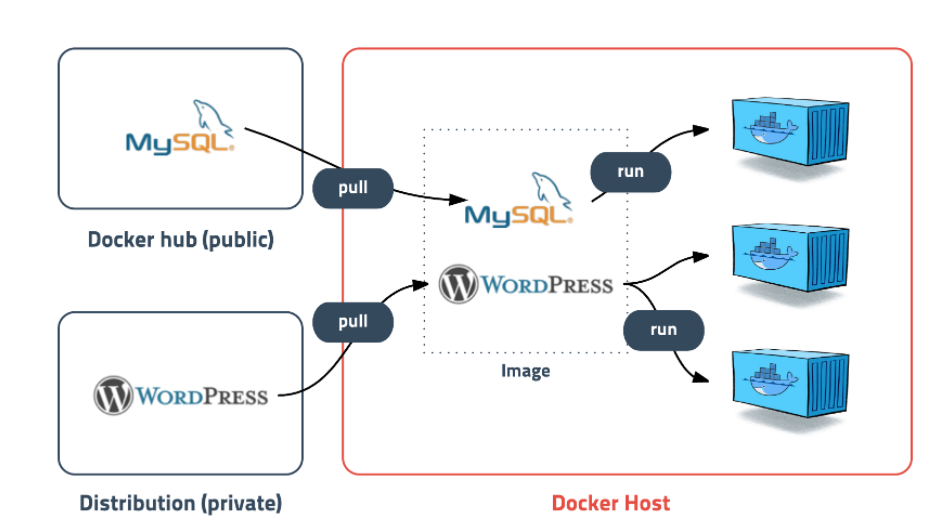 MySQL®
pull
Docker hub (public)
MySQL®
run
WORDPRESS
pull
run
Image
WORDPRESS
Distribution (private)
Docker Host